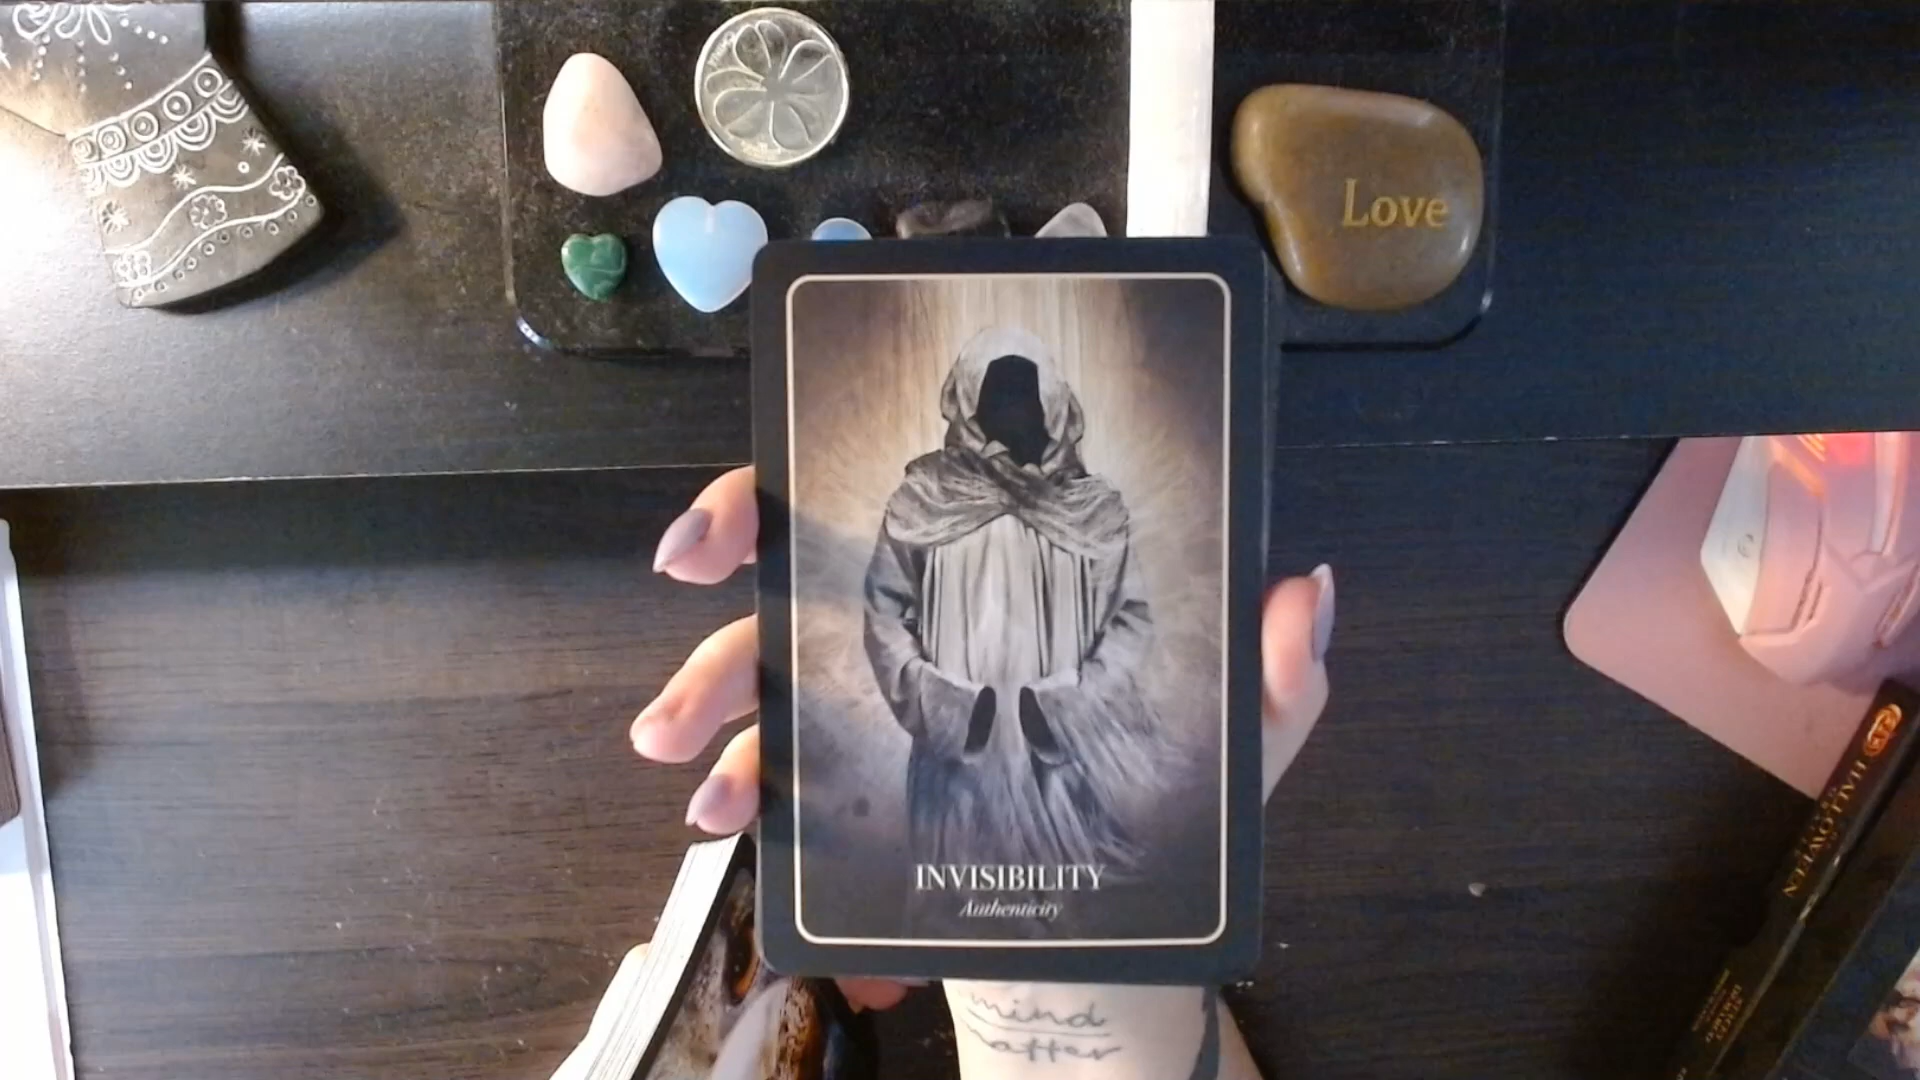 Love
INVISIBILITY
Authenticity
mind
matter
HALLOWEEN